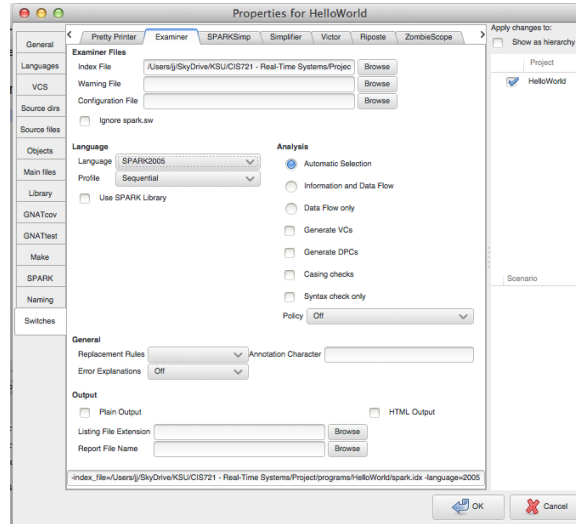 Properties for HelloWorld
General
Languages
VCS
Source dirs
Source files
Objects
Main files
Library
GNATcov
GNATtest
Make
SPARK
Naming
Switches
Pretty Printer Examiner SPARKSimp Simplifier Victor Riposte ZombieScope
Examiner Files
Index File /Users/jj/SkyDrive/KSU/CIS721 - Real-Time Systems/Projec Browse
Warning File Browse
Configuration File Browse
Ignore spark.sw
Language
Language SPARK2005
Profile Sequential
Use SPARK Library
Analysis
Automatic Selection
Information and Data Flow
Data Flow only
Generate VCs
Generate DPCs
Casing checks
Syntax check only
Policy Off
General
Replacement Rules Annotation Character
Error Explanations Off
Output
Plain Output HTML Output
Listing File Extension Browse
Report File Name Browse
-index_file=/Users/jj/SkyDrive/KSU/CIS721 - Real-Time Systems/Project/programs/HelloWorld/spark.idx -language=2005
Apply changes to:
Show as hierarchy
Project
HelloWorld
Scenario
OK Cancel